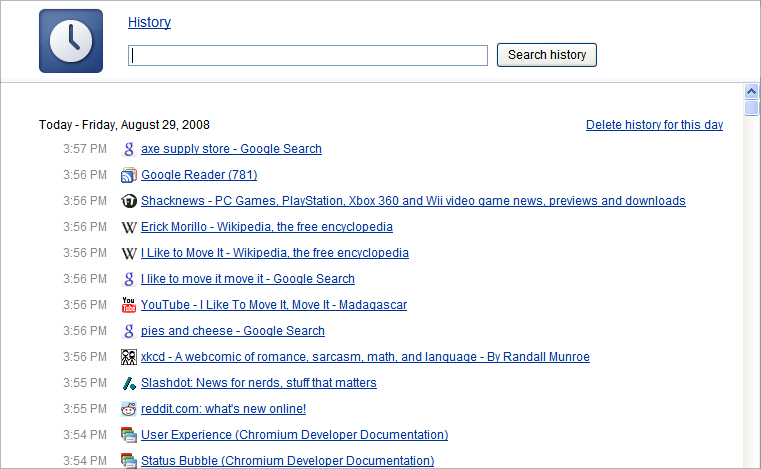 History
Search history
Today - Friday, August 29, 2008 Delete history for this day
3:57 PM axe supply store - Google Search
3:56 PM Google Reader (781)
3:56 PM Shacknews - PC Games, PlayStation, Xbox 360 and Wii video game news, previews and downloads
3:56 PM W Erick Morillo - Wikipedia, the free encyclopedia
3:56 PM W I Like to Move It - Wikipedia, the free encyclopedia
3:56 PM g I like to move it move it - Google Search
3:56 PM You Tube YouTube - I Like To Move It, Move It - Madagascar
3:56 PM g pies and cheese - Google Search
3:56 PM xkcd - A webcomic of romance, sarcasm, math, and language - By Randall Munroe
3:55 PM Slashdot: News for nerds, stuff that matters
3:55 PM reddit.com: what's new online!
3:54 PM User Experience (Chromium Developer Documentation)
3:54 PM Status Bubble (Chromium Developer Documentation)